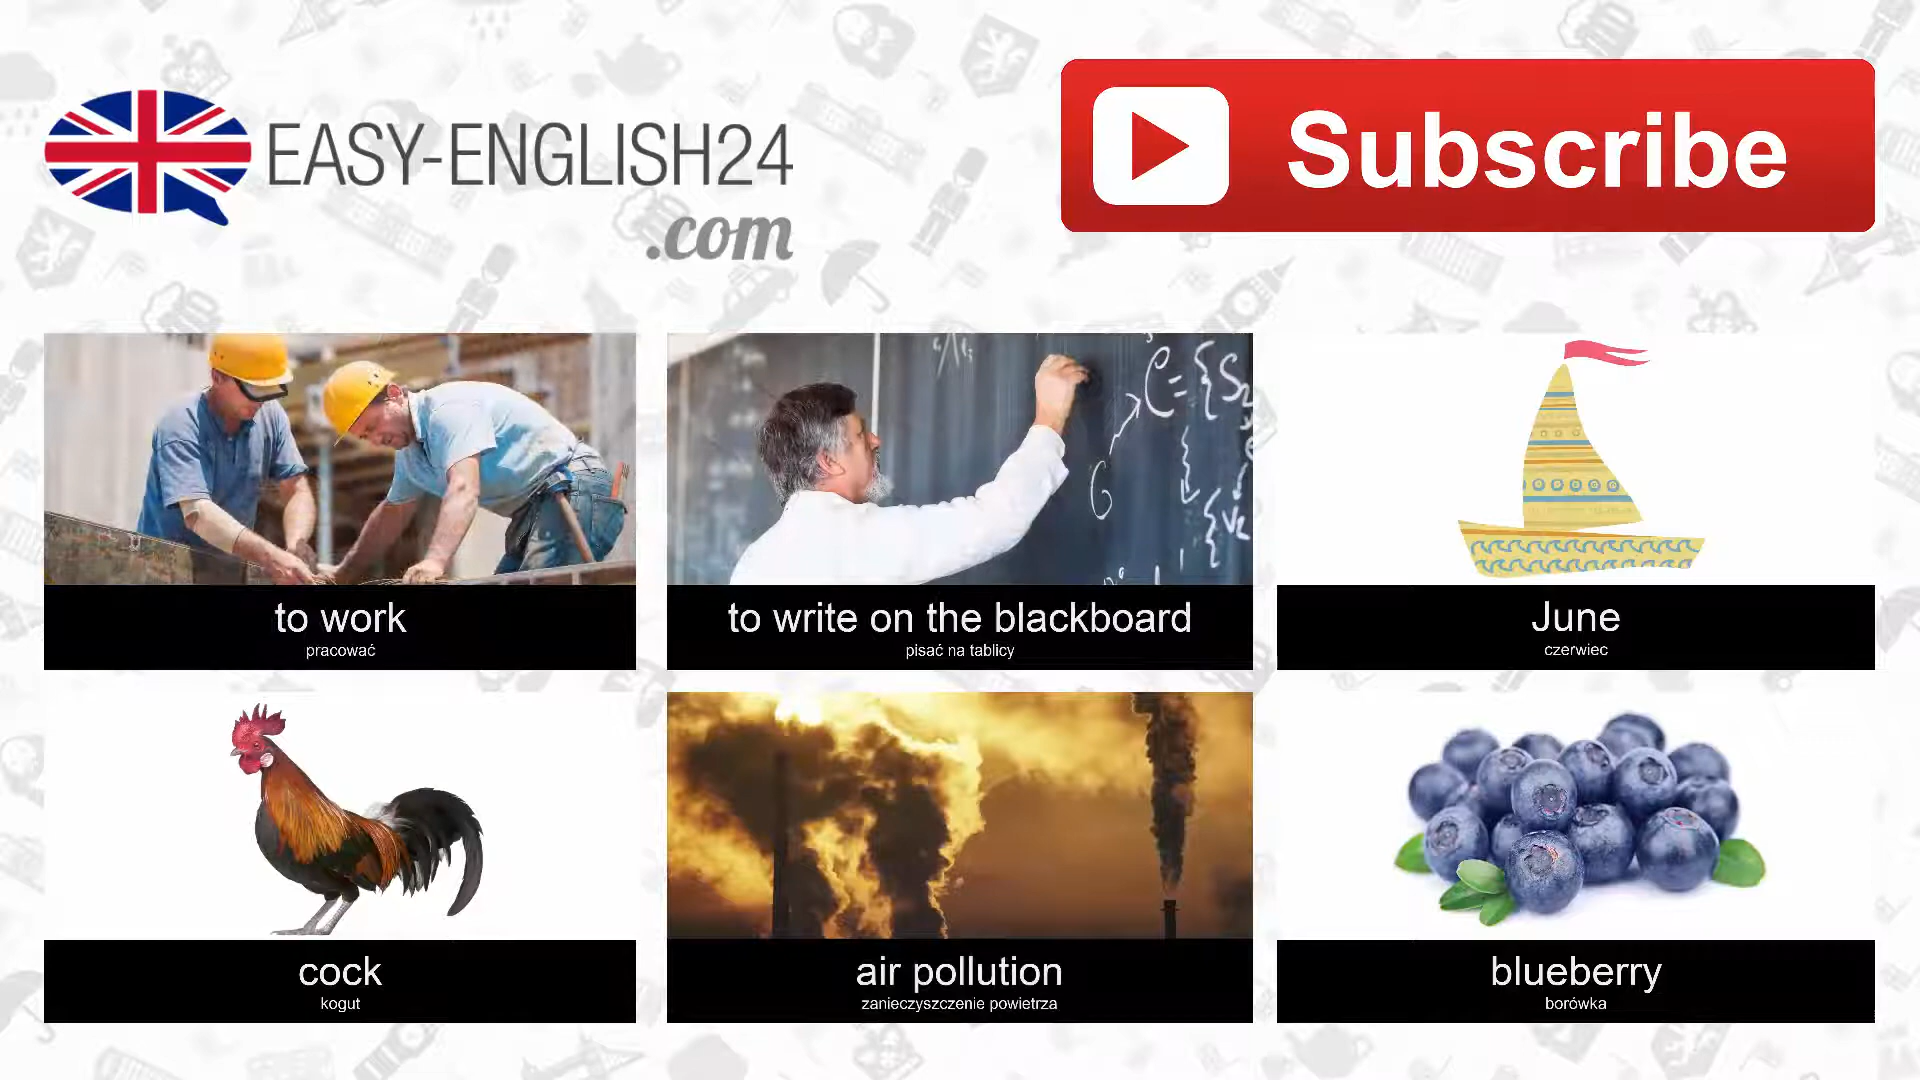 EASY-ENGLISH24
.com
Subscribe
to work
pracować
to write on the blackboard
pisać na tablicy
June
czerwiec
cock
kogut
air pollution
zanieczyszczenie powietrza
blueberry
borówka